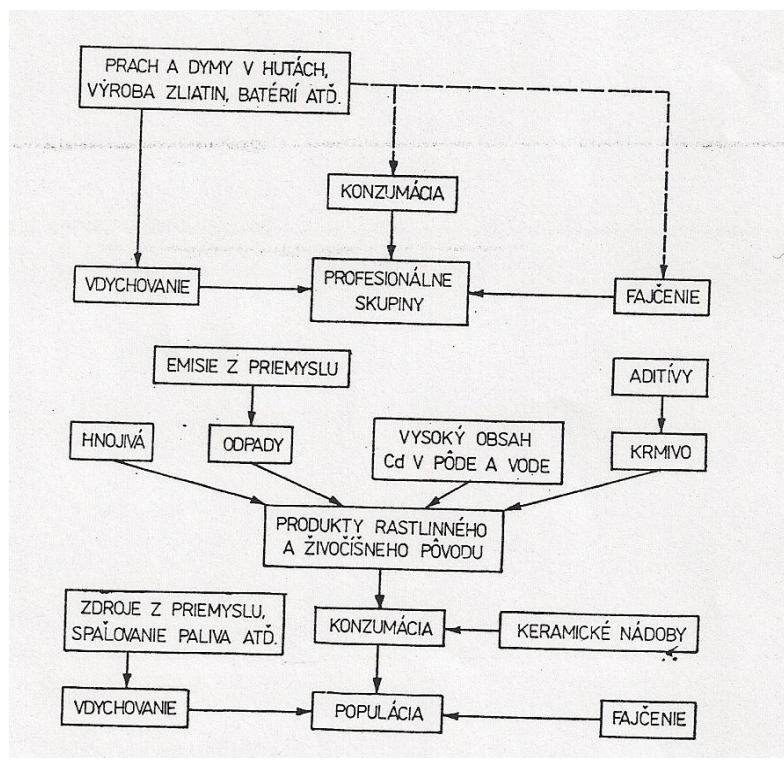 PRACH A DYMY V HUTÁCH,
VÝROBA ZLIATIN, BATÉRIÍ ATĎ.
KONZUMÁCIA
VDYCHOVANIE
PROFESIONÁLNE
SKUPINY
FAJČENIE
EMISIE Z PRIEMYSLU
ADITÍVY
HNOJIVÁ
ODPADY
VYSOKÝ OBSAH
Cd V PÔDE A VODE
KRMIVO
PRODUKTY RASTLINNÉHO
A ŽIVOČÍŠNEHO PÔVODU
ZDROJE Z PRIEMYSLU,
SPAĽOVANIE PALIVA ATĎ.
KONZUMÁCIA
KERAMICKÉ NÁDOBY
VDYCHOVANIE
POPULÁCIA
FAJČENIE